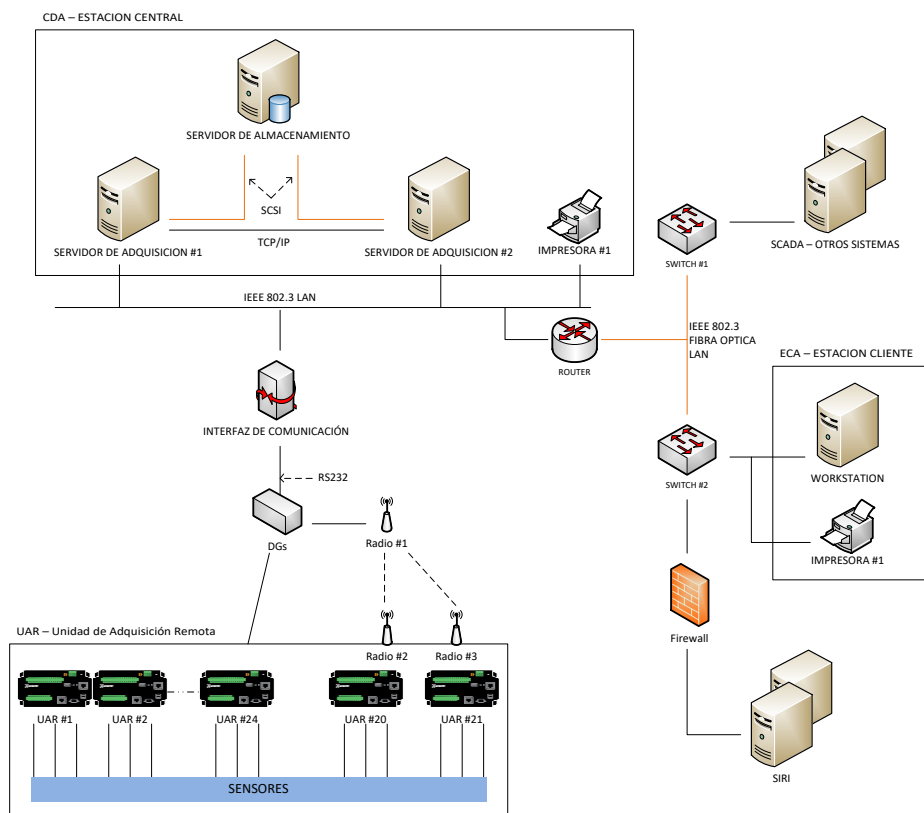 CDA – ESTACION CENTRAL
SERVIDOR DE ALMACENAMIENTO
SCSI
TCP/IP
SERVIDOR DE ADQUISICION #1
SERVIDOR DE ADQUISICION #2
IMPRESORA #1
SWITCH #1
SCADA – OTROS SISTEMAS
IEEE 802.3 LAN
IEEE 802.3
FIBRA OPTICA
LAN
ROUTER
ECA – ESTACION CLIENTE
INTERFAZ DE COMUNICACIÓN
SWITCH #2
WORKSTATION
RS232
DGs
Radio #1
IMPRESORA #1
Firewall
UAR – Unidad de Adquisición Remota
Radio #2
Radio #3
UAR #1
UAR #2
UAR #24
UAR #20
UAR #21
SENSORES
SIRI